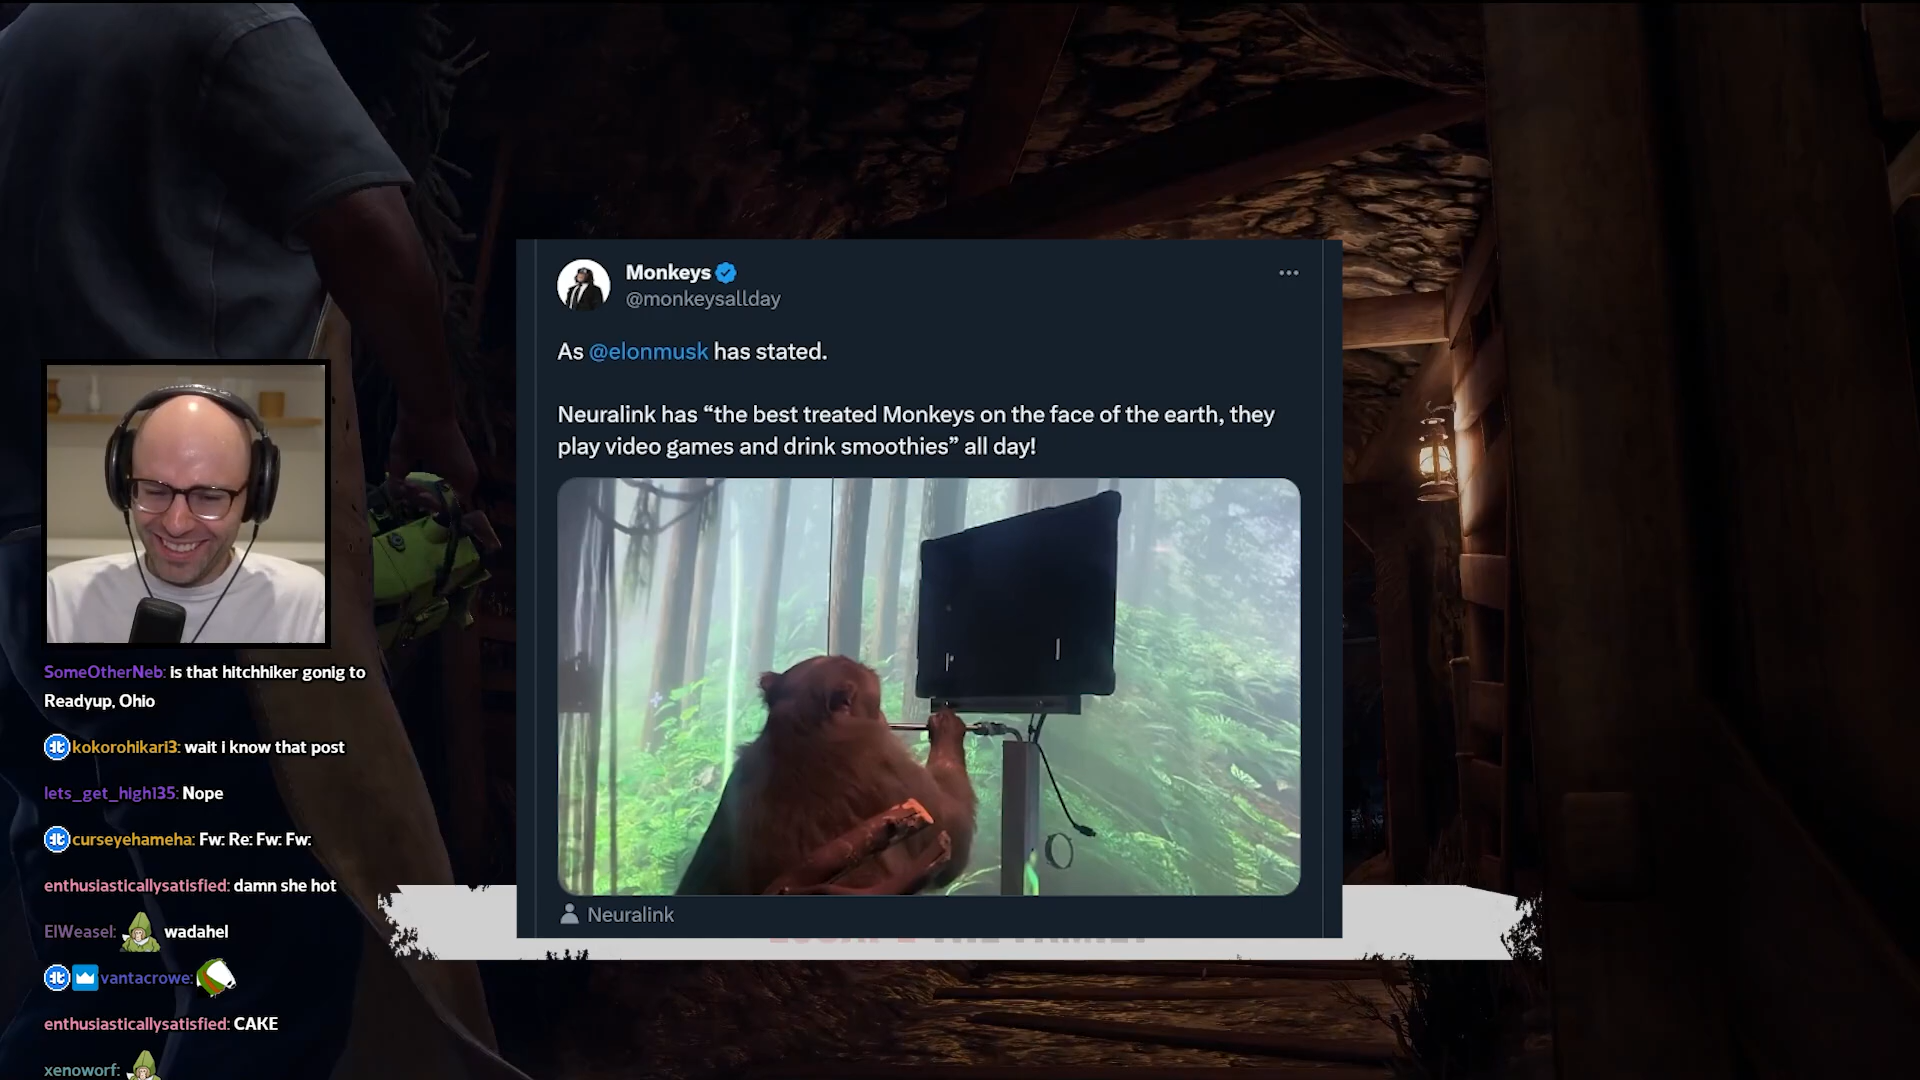 Monkeys
@monkeysallday
As @elonmusk has stated.
Neuralink has “the best treated Monkeys on the face of the earth, they
play video games and drink smoothies” all day!
Neuralink
SomeOtherNeb: is that hitchhiker gonig to
Readyup, Ohio
kokorohikari3: wait i know that post
lets_get_high135: Nope
curseyehameha: Fw: Re: Fw: Fw:
enthusiasticallysatisfied: damn she hot
ElWeasel: wadahel
vantacrowe:
enthusiasticallysatisfied: CAKE
xenoworf: